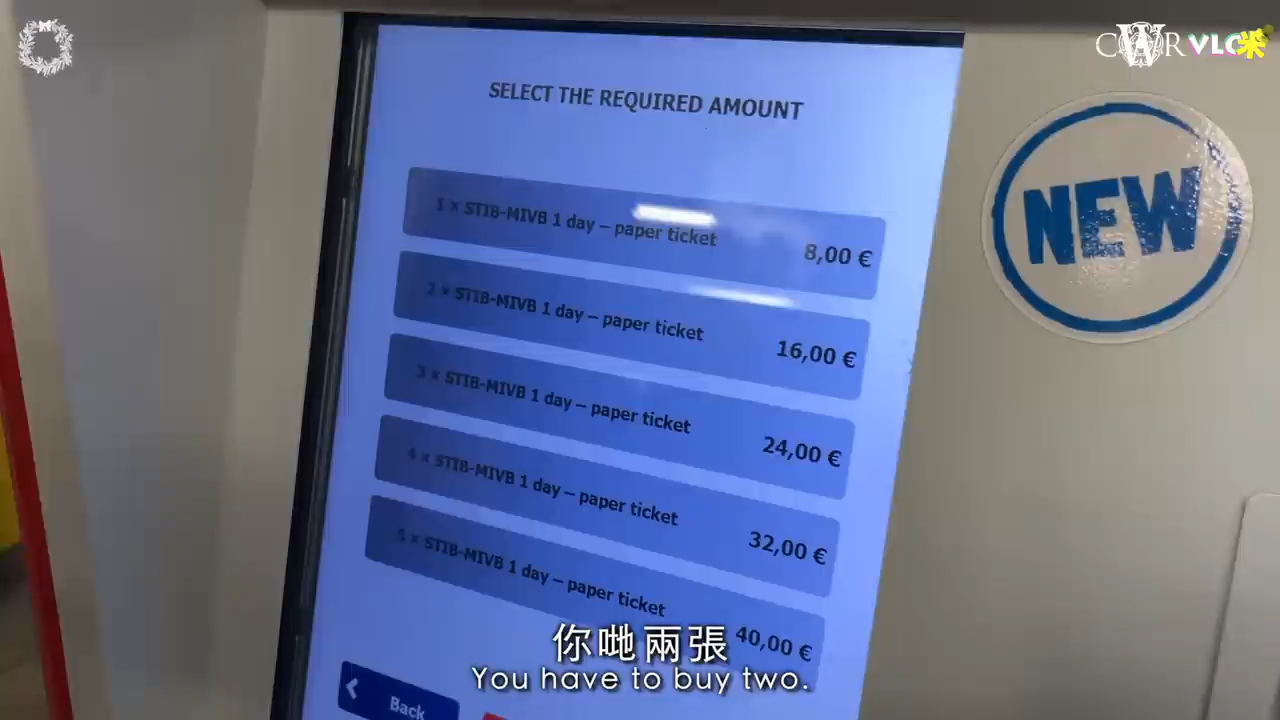 SELECT THE REQUIRED AMOUNT
1 × STIB-MIVB 1 day – paper ticket 8,00 €
2 × STIB-MIVB 1 day – paper ticket 16,00 €
3 × STIB-MIVB 1 day – paper ticket 24,00 €
4 × STIB-MIVB 1 day – paper ticket 32,00 €
5 × STIB-MIVB 1 day – paper ticket 40,00 €
Back
NEW
你哋兩張
You have to buy two.